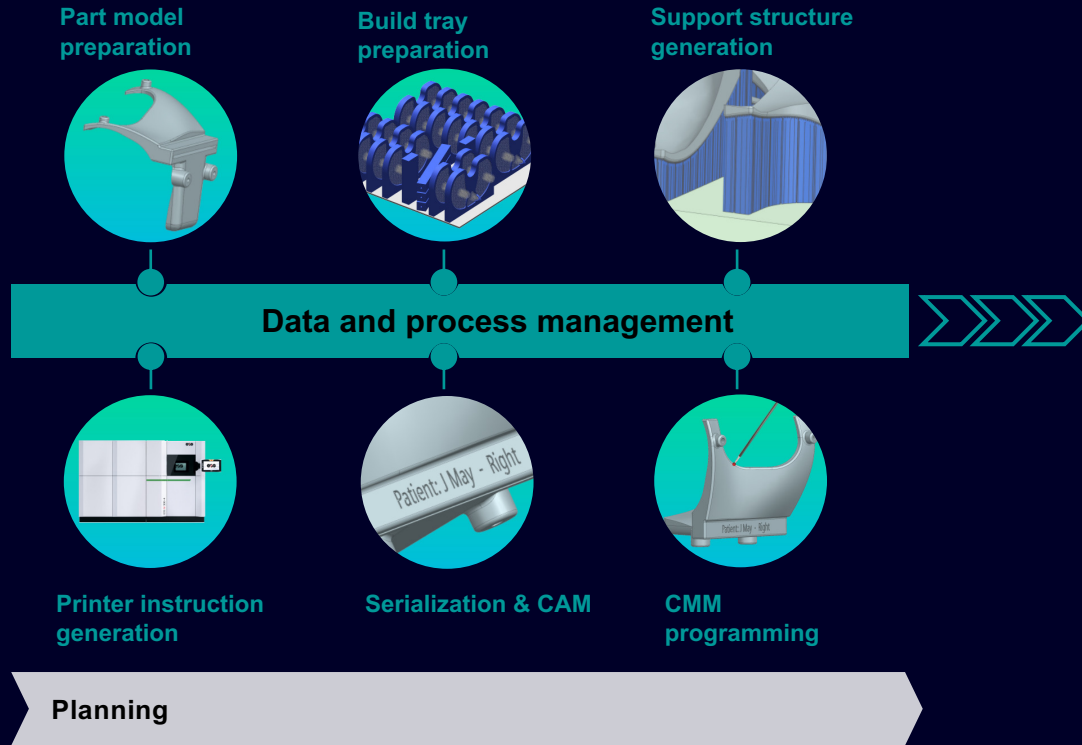 Part model
preparation
Build tray
preparation
Support structure
generation
Data and process management
Patient: J May - Right
Patient: J May - Right
Printer instruction
generation
Serialization & CAM
CMM
programming
Planning